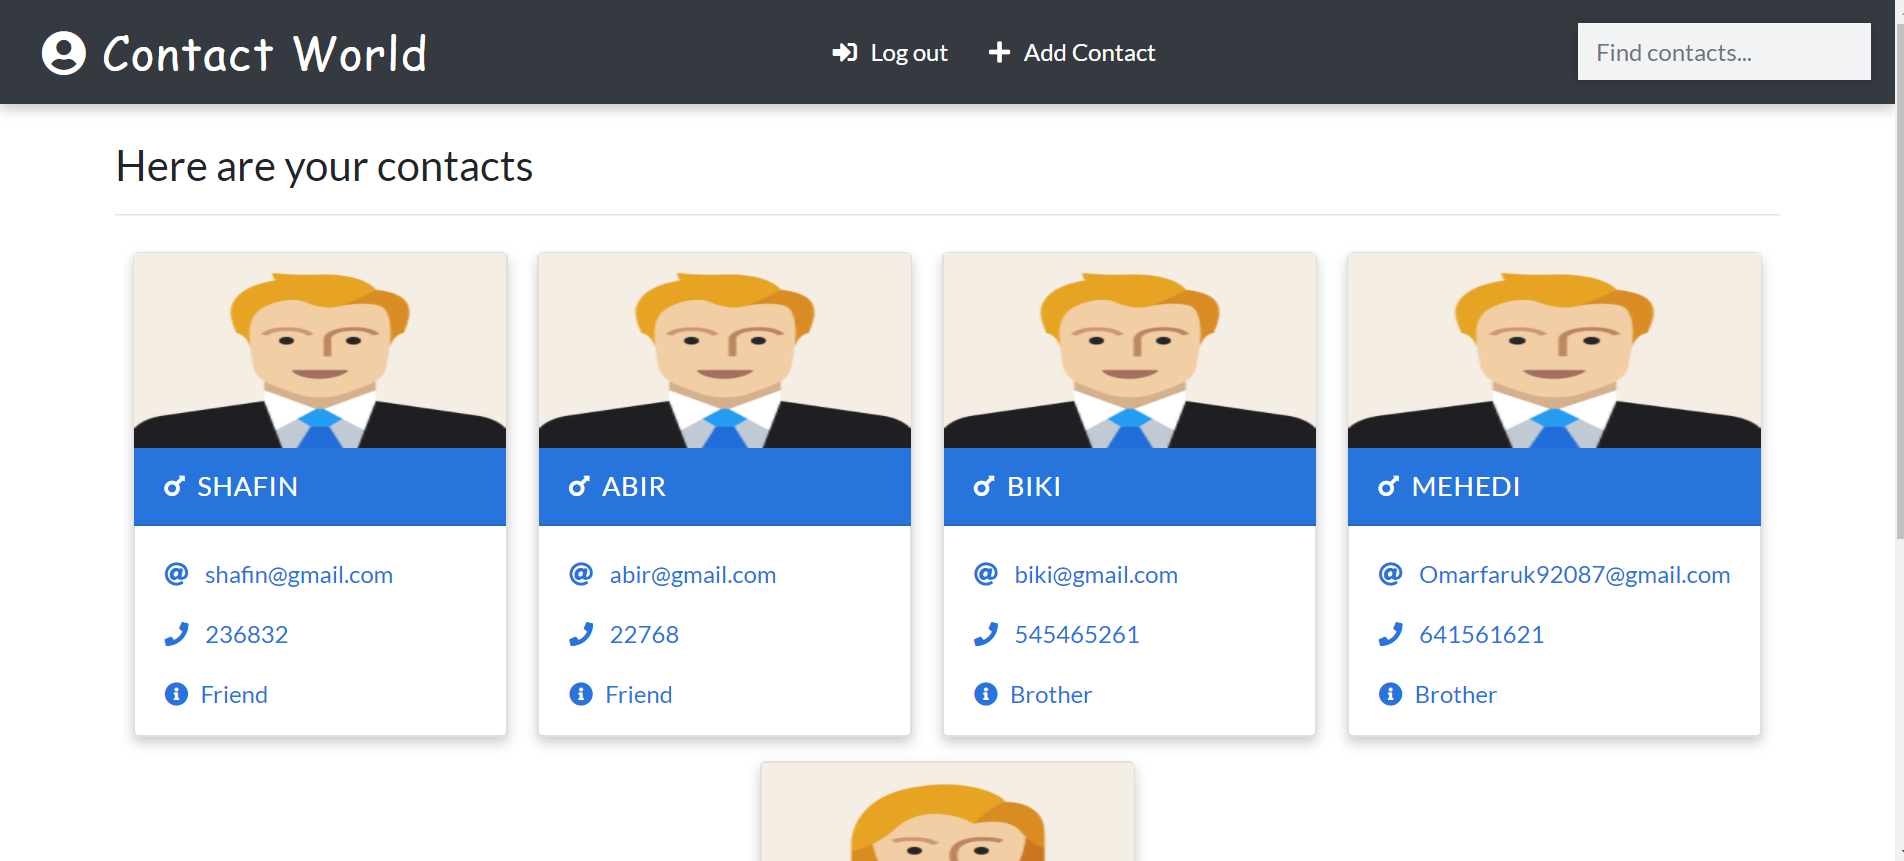 Contact World
Log out
Add Contact
Find contacts...
Here are your contacts
SHAFIN
@ shafin@gmail.com
236832
Friend
ABIR
@ abir@gmail.com
22768
Friend
BIKI
@ biki@gmail.com
545465261
Brother
MEHEDI
@ Omarfaruk92087@gmail.com
641561621
Brother